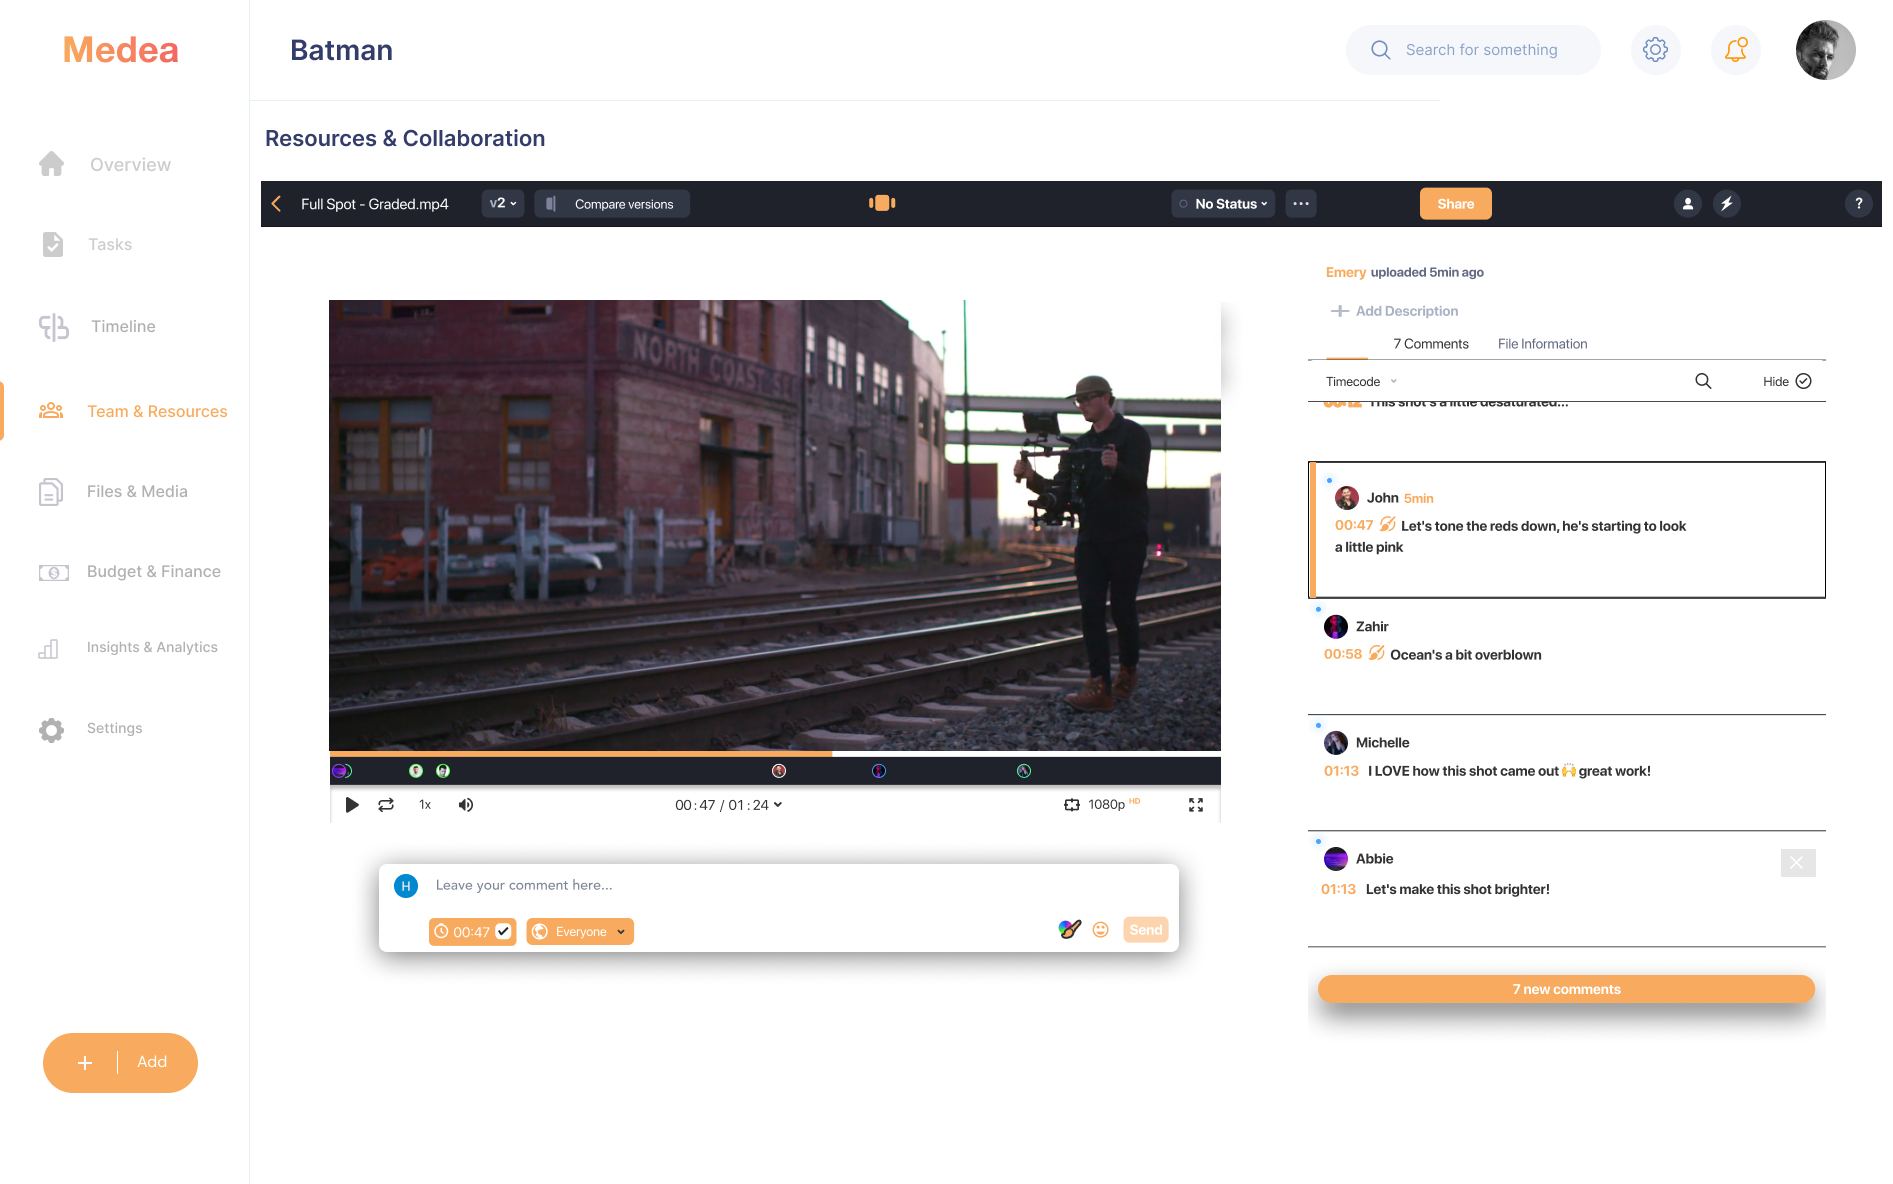 Medea
Batman
Search for something
Resources & Collaboration
Overview
Tasks
Timeline
Team & Resources
Files & Media
Budget & Finance
Insights & Analytics
Settings
+ | Add
Full Spot - Graded.mp4
v2
Compare versions
No Status
...
Share
?
NORTH COAST SE
1x
00:47 / 01:24
1080p HD
H
Leave your comment here...
00:47
Everyone
Send
Emery uploaded 5min ago
Add Description
7 Comments
File Information
Timecode
Hide
00:12 This shot's a little desaturated...
John 5min
00:47 Let's tone the reds down, he's starting to look
a little pink
Zahir
00:58 Ocean's a bit overblown
Michelle
01:13 I LOVE how this shot came out 🙌 great work!
Abbie
01:13 Let's make this shot brighter!
7 new comments